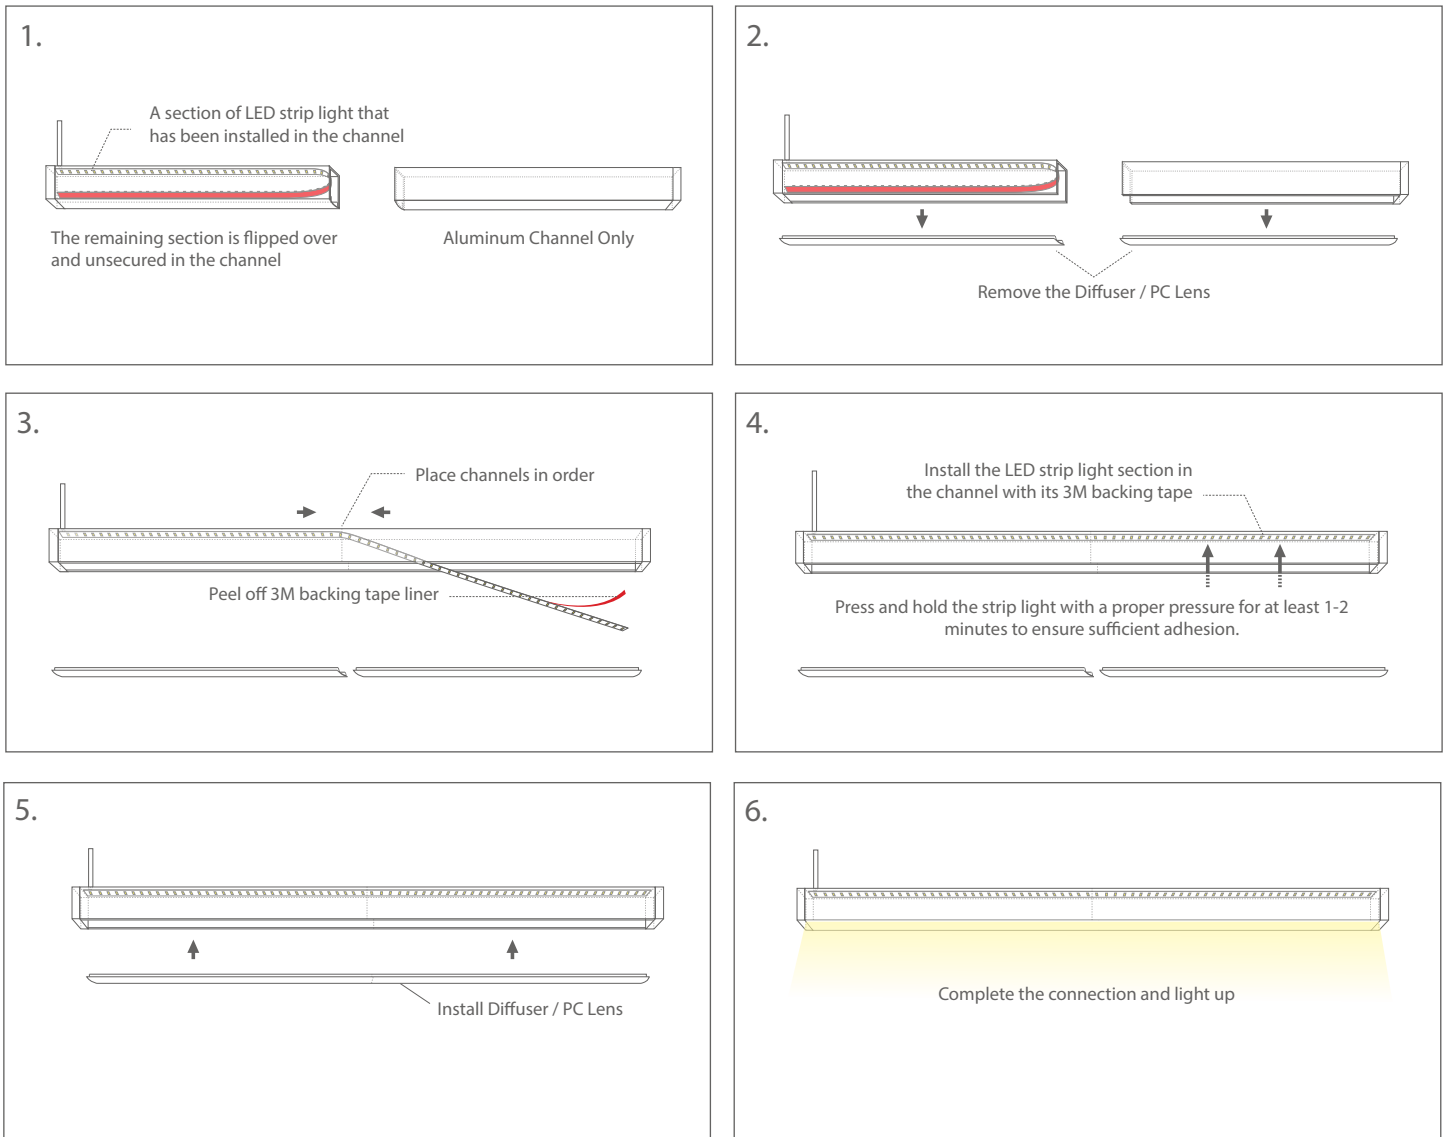 1.
A section of LED strip light that
has been installed in the channel
The remaining section is flipped over
and unsecured in the channel
Aluminum Channel Only
2.
Remove the Diffuser / PC Lens
3.
Place channels in order
Peel off 3M backing tape liner
4.
Install the LED strip light section in
the channel with its 3M backing tape
Press and hold the strip light with a proper pressure for at least 1-2
minutes to ensure sufficient adhesion.
5.
Install Diffuser / PC Lens
6.
Complete the connection and light up